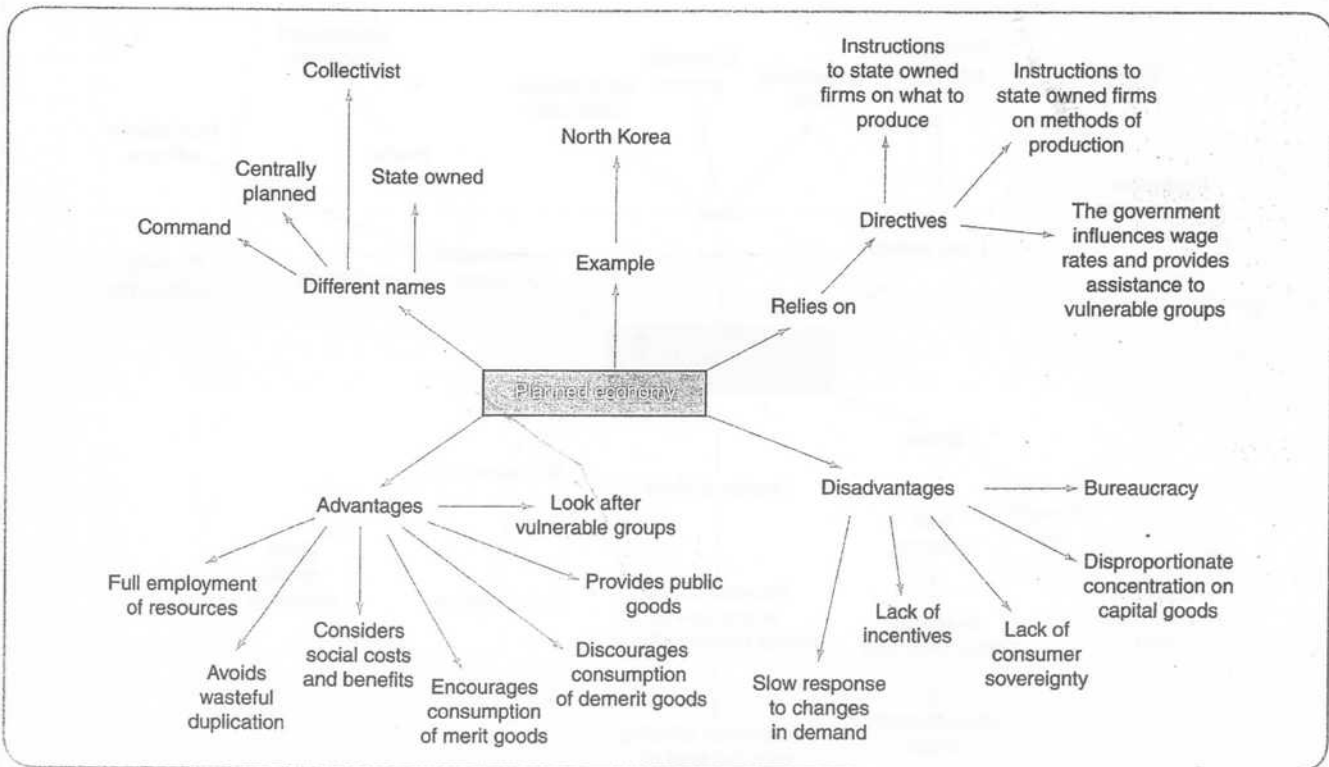 Collectivist
Centrally
planned
State owned
Command
Different names
North Korea
Example
Instructions
to state owned
firms on what to
produce
Instructions to
state owned firms
on methods of
production
Directives
The government
influences wage
rates and provides
assistance to
vulnerable groups
Relies on
Planned economy
Advantages
Look after
vulnerable groups
Full employment
of resources
Avoids
wasteful
duplication
Considers
social costs
and benefits
Encourages
consumption
of merit goods
Discourages
consumption
of demerit goods
Provides public
goods
Disadvantages
Bureaucracy
Disproportionate
concentration on
capital goods
Lack of
consumer
sovereignty
Lack of
incentives
Slow response
to changes
in demand